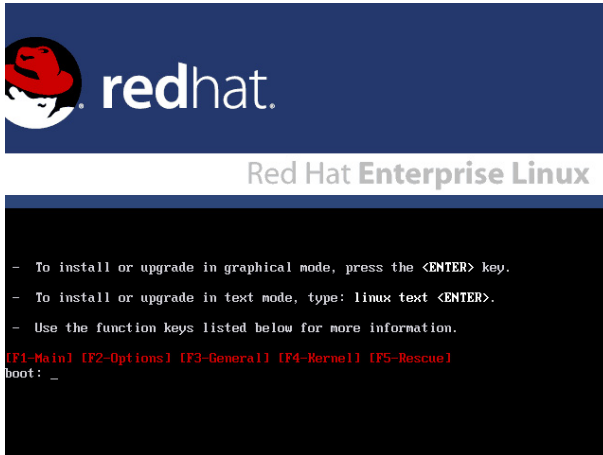 redhat.
Red Hat Enterprise Linux
- To install or upgrade in graphical mode, press the <ENTER> key.
- To install or upgrade in text mode, type: linux text <ENTER>.
- Use the function keys listed below for more information.
[F1-Main] [F2-Options] [F3-General] [F4-Kernel] [F5-Rescue]
boot: _